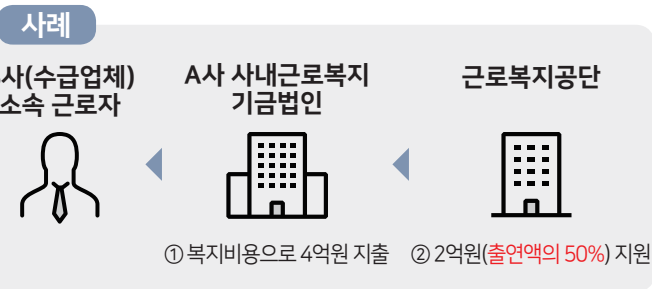 사례
사(수급업체)
소속 근로자
A사 사내근로복지
기금법인
근로복지공단
① 복지비용으로 4억원 지출
② 2억원(출연액의 50%) 지원